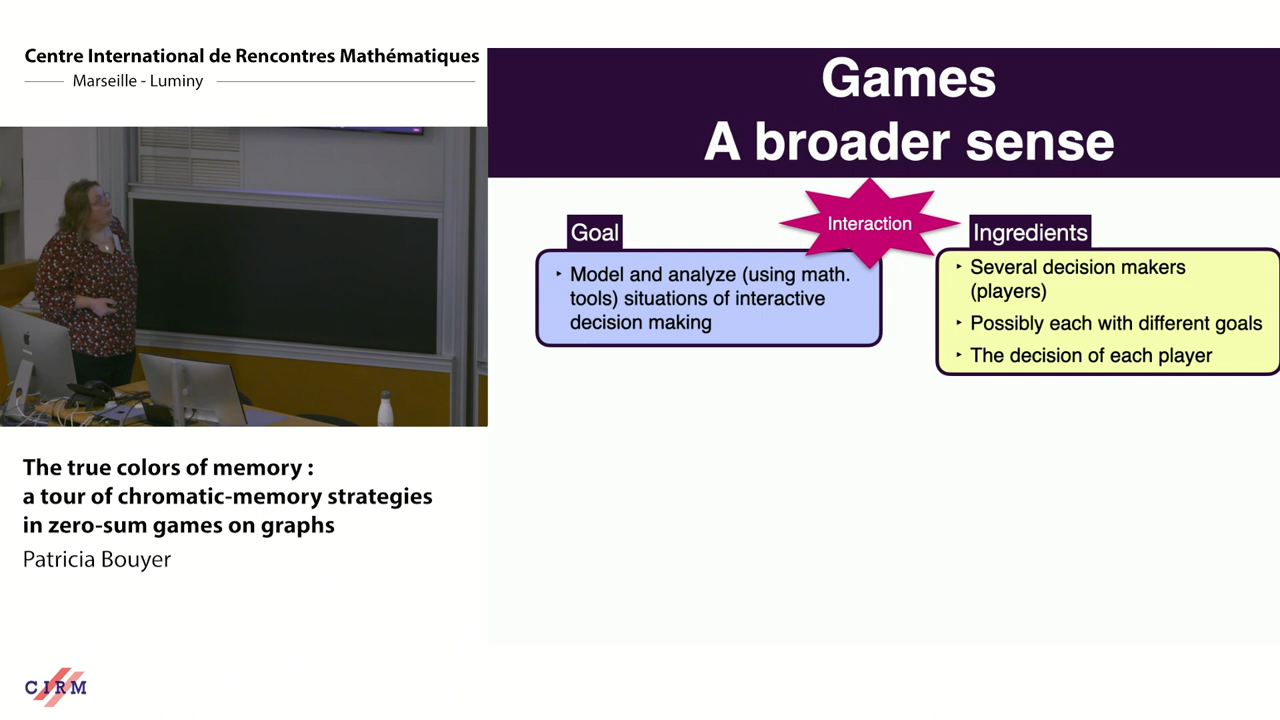 Centre International de Rencontres Mathématiques
Marseille - Luminy
Games
A broader sense
Interaction
Goal
‣ Model and analyze (using math.
tools) situations of interactive
decision making
Ingredients
‣ Several decision makers
(players)
‣ Possibly each with different goals
‣ The decision of each player
The true colors of memory :
a tour of chromatic-memory strategies
in zero-sum games on graphs
Patricia Bouyer
CIRM